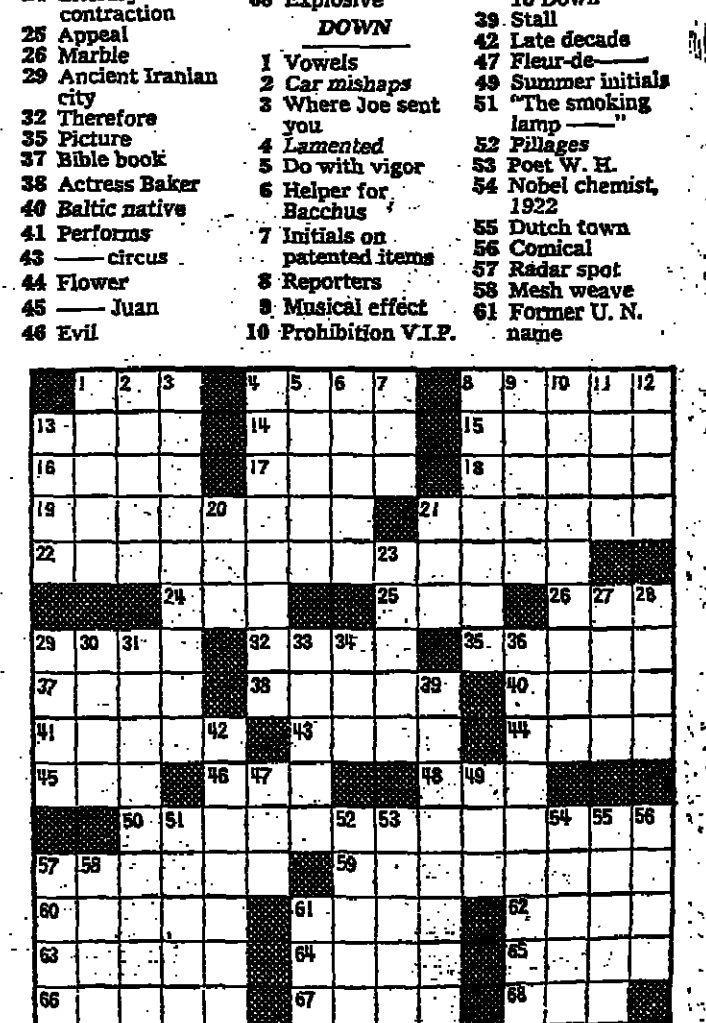 contraction
25 Appeal
26 Marble
29 Ancient Iranian
city
32 Therefore
35 Picture
37 Bible book
38 Actress Baker
40 Baltic native
41 Performs
43 —— circus
44 Flower
45 —— Juan
46 Evil
Explosive
DOWN
1 Vowels
2 Car mishaps
3 Where Joe sent
you
4 Lamented
5 Do with vigor
6 Helper for
Bacchus
7 Initials on
patented items
8 Reporters
9 Musical effect
10 Prohibition V.I.P.
39 Stall
42 Late decade
47 Fleur-de——
49 Summer initials
51 "The smoking
lamp ——"
52 Pillages
53 Poet W. H.
54 Nobel chemist,
1922
55 Dutch town
56 Comical
57 Radar spot
58 Mesh weave
61 Former U. N.
name
1 2 3 4 5 6 7 8 9 10 11 12
13 14 15
16 17 18
19 20 21
22 23
24 25 26 27 28
29 30 31 32 33 34 35 36
37 38 39 40
41 42 43 44
45 46 47 48 49
50 51 52 53 54 55 56
57 58 59
60 61 62
63 64 65
66 67 68